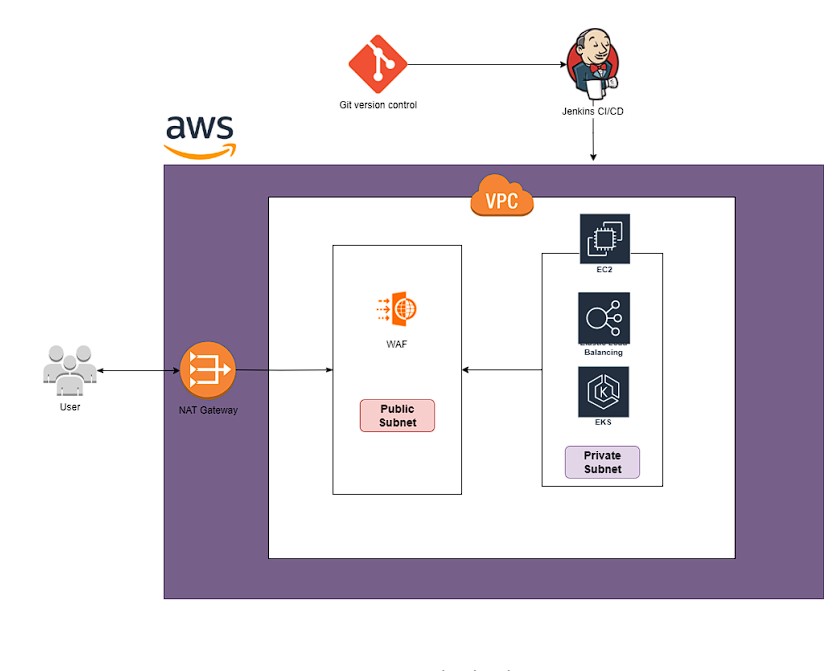 Git version control
Jenkins CI/CD
aws
VPC
EC2
WAF
Balancing
User
NAT Gateway
Public
Subnet
EKS
Private
Subnet